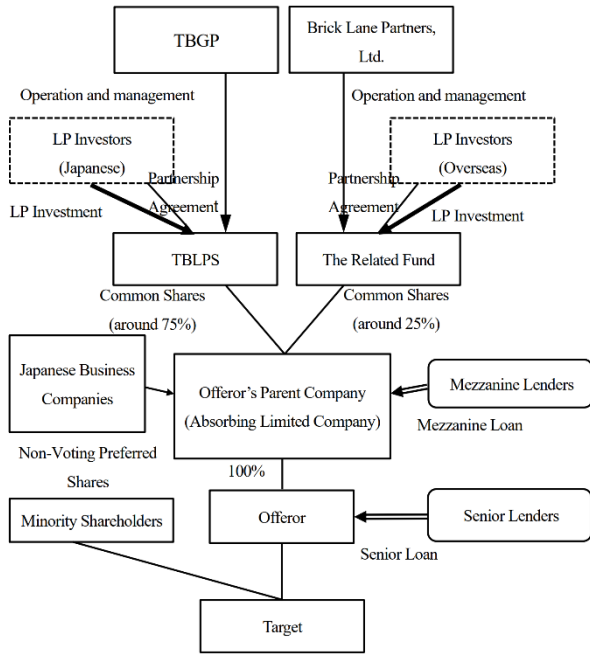 TBGP
Brick Lane Partners,
Ltd.
Operation and management
Operation and management
LP Investors
(Japanese)
LP Investors
(Overseas)
Partnership
Agreement
Partnership
Agreement
LP Investment
LP Investment
TBLPS
The Related Fund
Common Shares
(around 75%)
Common Shares
(around 25%)
Japanese Business
Companies
Offeror’s Parent Company
(Absorbing Limited Company)
Mezzanine Lenders
Mezzanine Loan
Non-Voting Preferred
Shares
100%
Minority Shareholders
Offeror
Senior Lenders
Senior Loan
Target